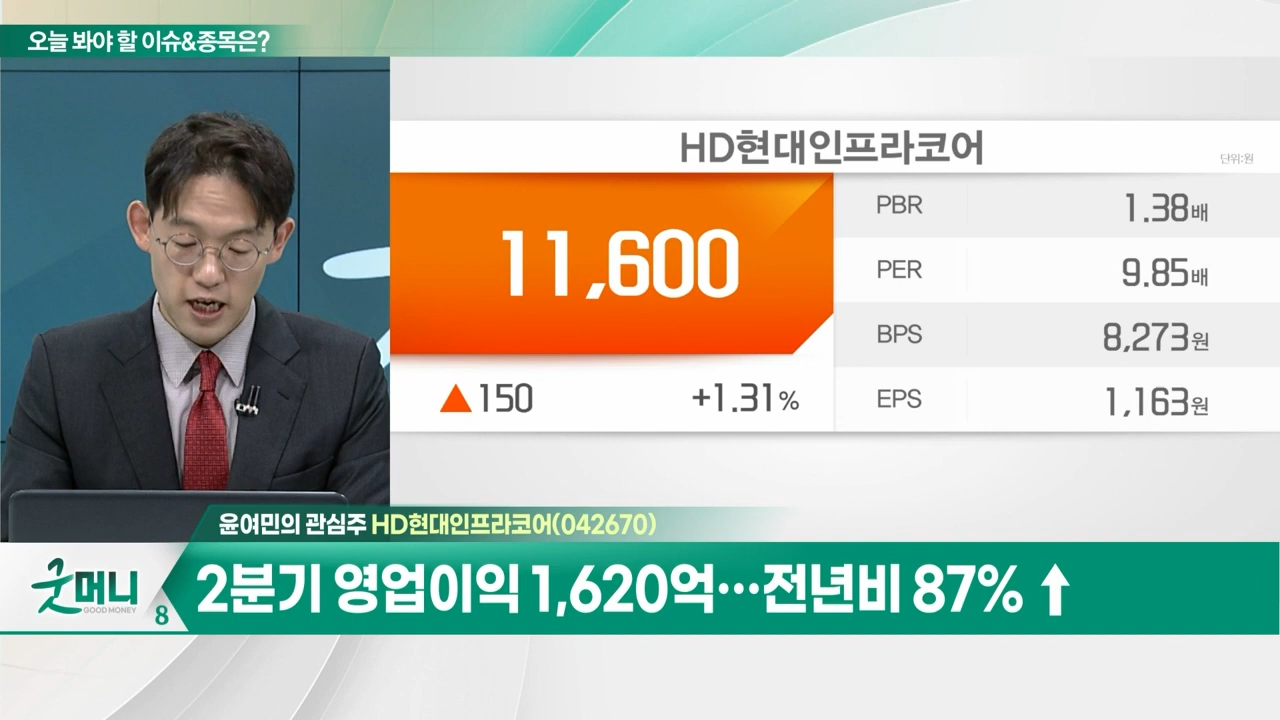 오늘 봐야 할 이슈&종목은?
HD현대인프라코어
단위:원
11,600
▲150 +1.31%
PBR 1.38배
PER 9.85배
BPS 8,273원
EPS 1,163원
윤여민의 관심주 HD현대인프라코어(042670)
굿머니
GOOD MONEY
8
2분기 영업이익 1,620억…전년비 87% ↑